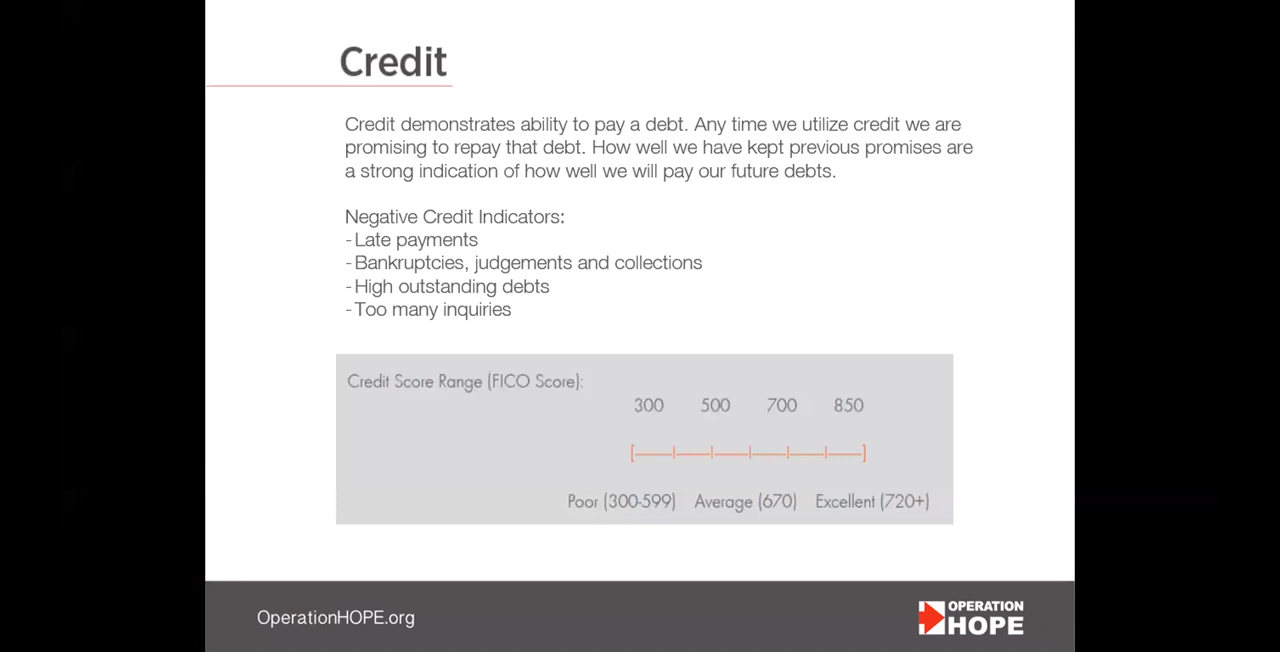 Credit
Credit demonstrates ability to pay a debt. Any time we utilize credit we are
promising to repay that debt. How well we have kept previous promises are
a strong indication of how well we will pay our future debts.
Negative Credit Indicators:
-Late payments
-Bankruptcies, judgements and collections
-High outstanding debts
-Too many inquiries
Credit Score Range (FICO Score):
300 500 700 850
Poor (300-599) Average (670) Excellent (720+)
OperationHOPE.org
OPERATION
HOPE